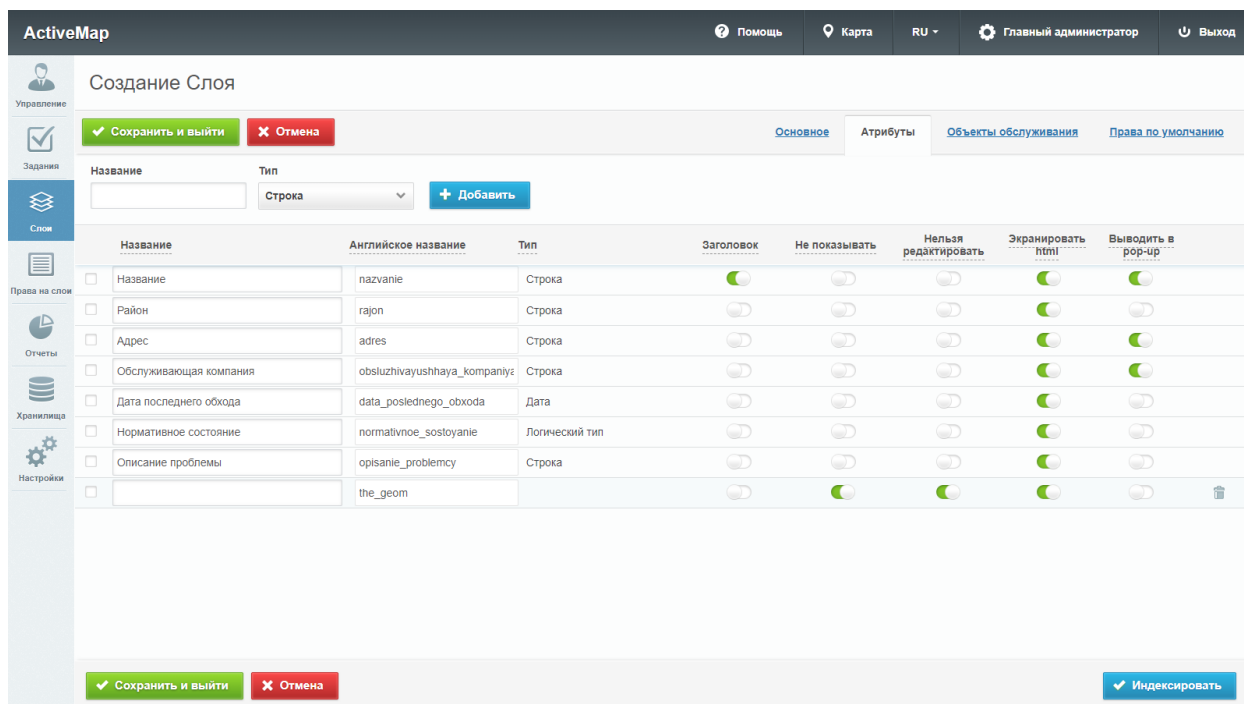 ActiveMap
Помощь
Карта
RU
Главный администратор
Выход
Управление
Задания
Слои
Права на слои
Отчеты
Хранилища
Настройки
Создание Слоя
Сохранить и выйти
Отмена
Основное
Атрибуты
Объекты обслуживания
Права по умолчанию
Название
Тип
Строка
Добавить
Название
Английское название
Тип
Заголовок
Не показывать
Нельзя
редактировать
Экранировать
html
Выводить в
pop-up
Название nazvanie Строка
Район rajon Строка
Адрес adres Строка
Обслуживающая компания obsluzhivayushhaya_kompaniya Строка
Дата последнего обхода data_poslednego_obxoda Дата
Нормативное состояние normativnoe_sostoyanie Логический тип
Описание проблемы opisanie_problemcy Строка
the_geom
Сохранить и выйти
Отмена
Индексировать